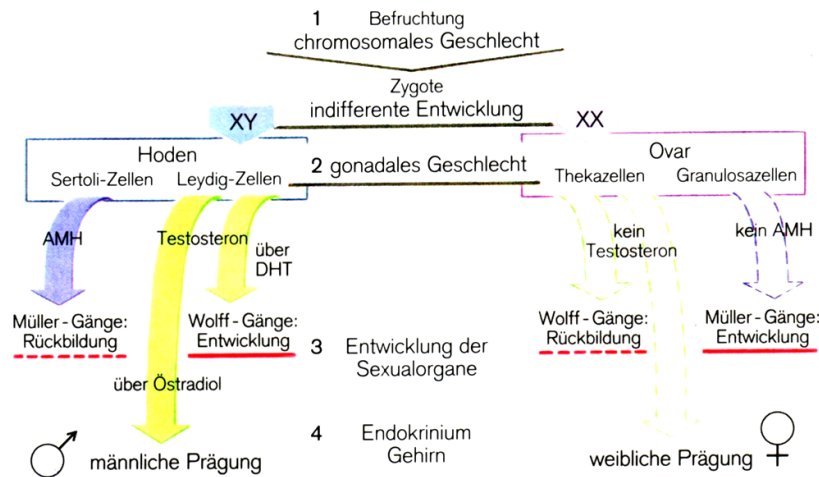 1 Befruchtung
chromosomales Geschlecht
Zygote
indifferente Entwicklung
XY
XX
Hoden
Sertoli-Zellen Leydig-Zellen
2 gonadales Geschlecht
Ovar
Thekazellen Granulosazellen
AMH
Testosteron
über
DHT
kein
Testosteron
kein AMH
Müller-Gänge:
Rückbildung
Wolff-Gänge:
Entwicklung
3 Entwicklung der
Sexualorgane
Wolff-Gänge:
Rückbildung
Müller-Gänge:
Entwicklung
über Östradiol
4 Endokrinium
Gehirn
♂ männliche Prägung
weibliche Prägung ♀